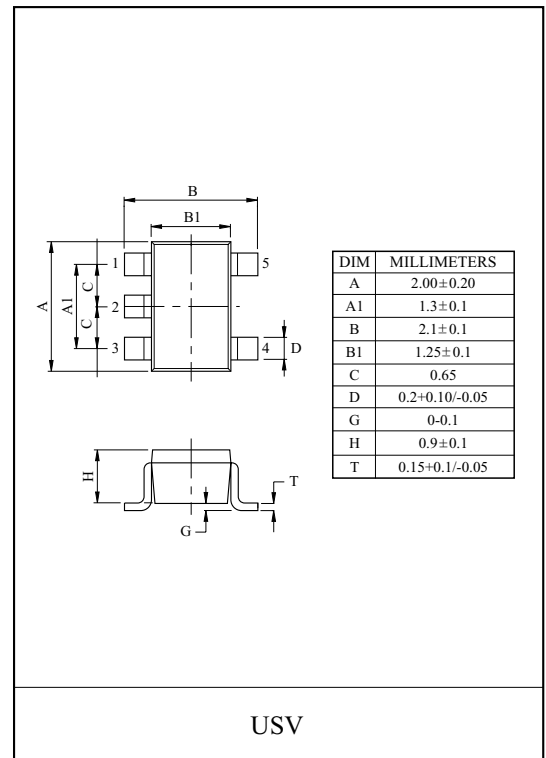 B
B1
1
5
A
A1
C
2
C
3
4
D
H
T
G
DIM MILLIMETERS
A 2.00±0.20
A1 1.3±0.1
B 2.1±0.1
B1 1.25±0.1
C 0.65
D 0.2+0.10/-0.05
G 0-0.1
H 0.9±0.1
T 0.15+0.1/-0.05
USV